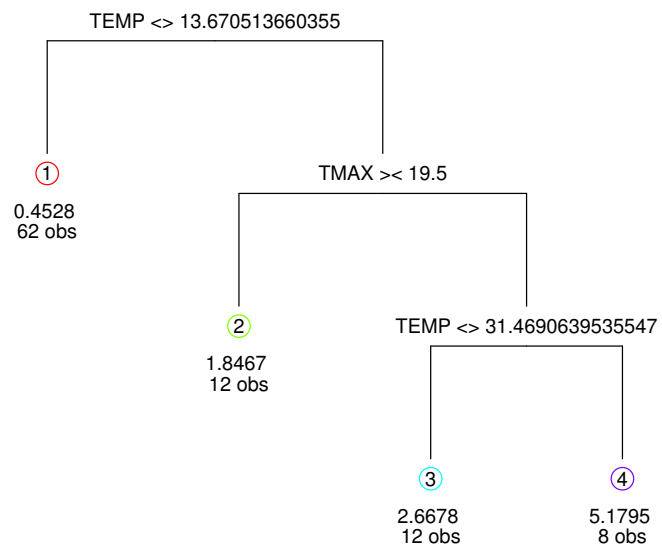 TEMP <> 13.670513660355
1
0.4528
62 obs
TMAX >< 19.5
2
1.8467
12 obs
TEMP <> 31.4690639535547
3
2.6678
12 obs
4
5.1795
8 obs